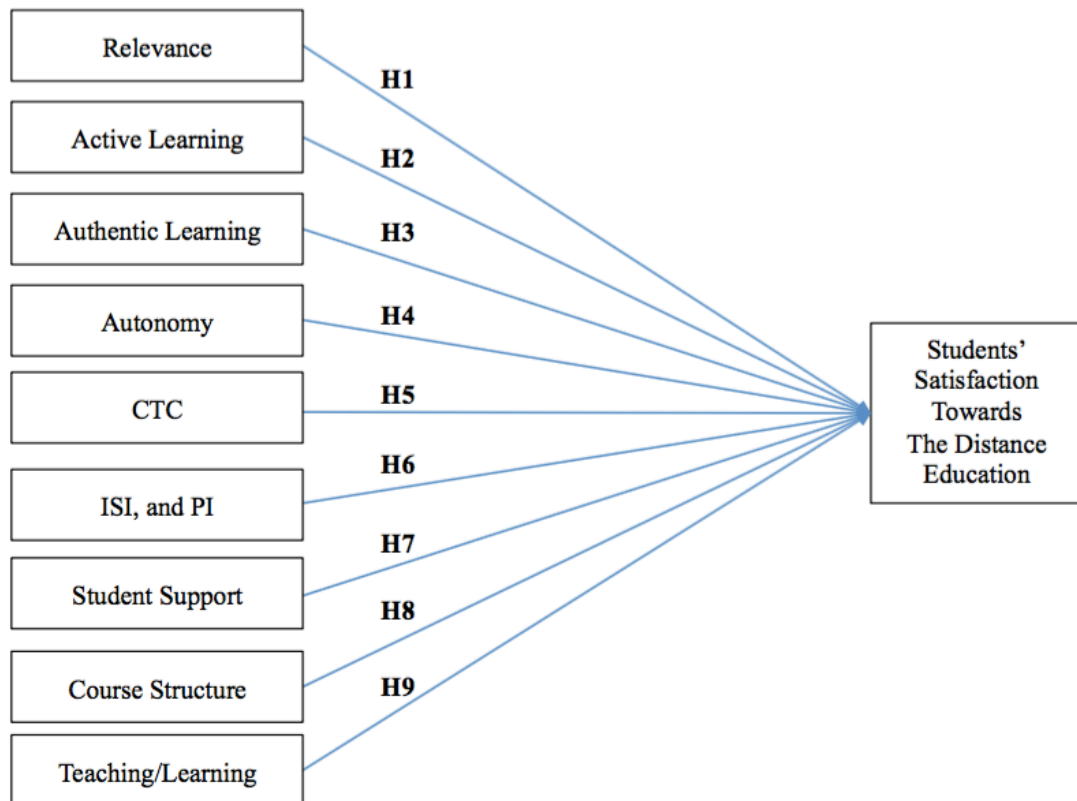 Relevance
H1
Active Learning
H2
Authentic Learning
H3
Autonomy
H4
CTC
H5
ISI, and PI
H6
Student Support
H7
Course Structure
H8
Teaching/Learning
H9
Students’
Satisfaction
Towards
The Distance
Education